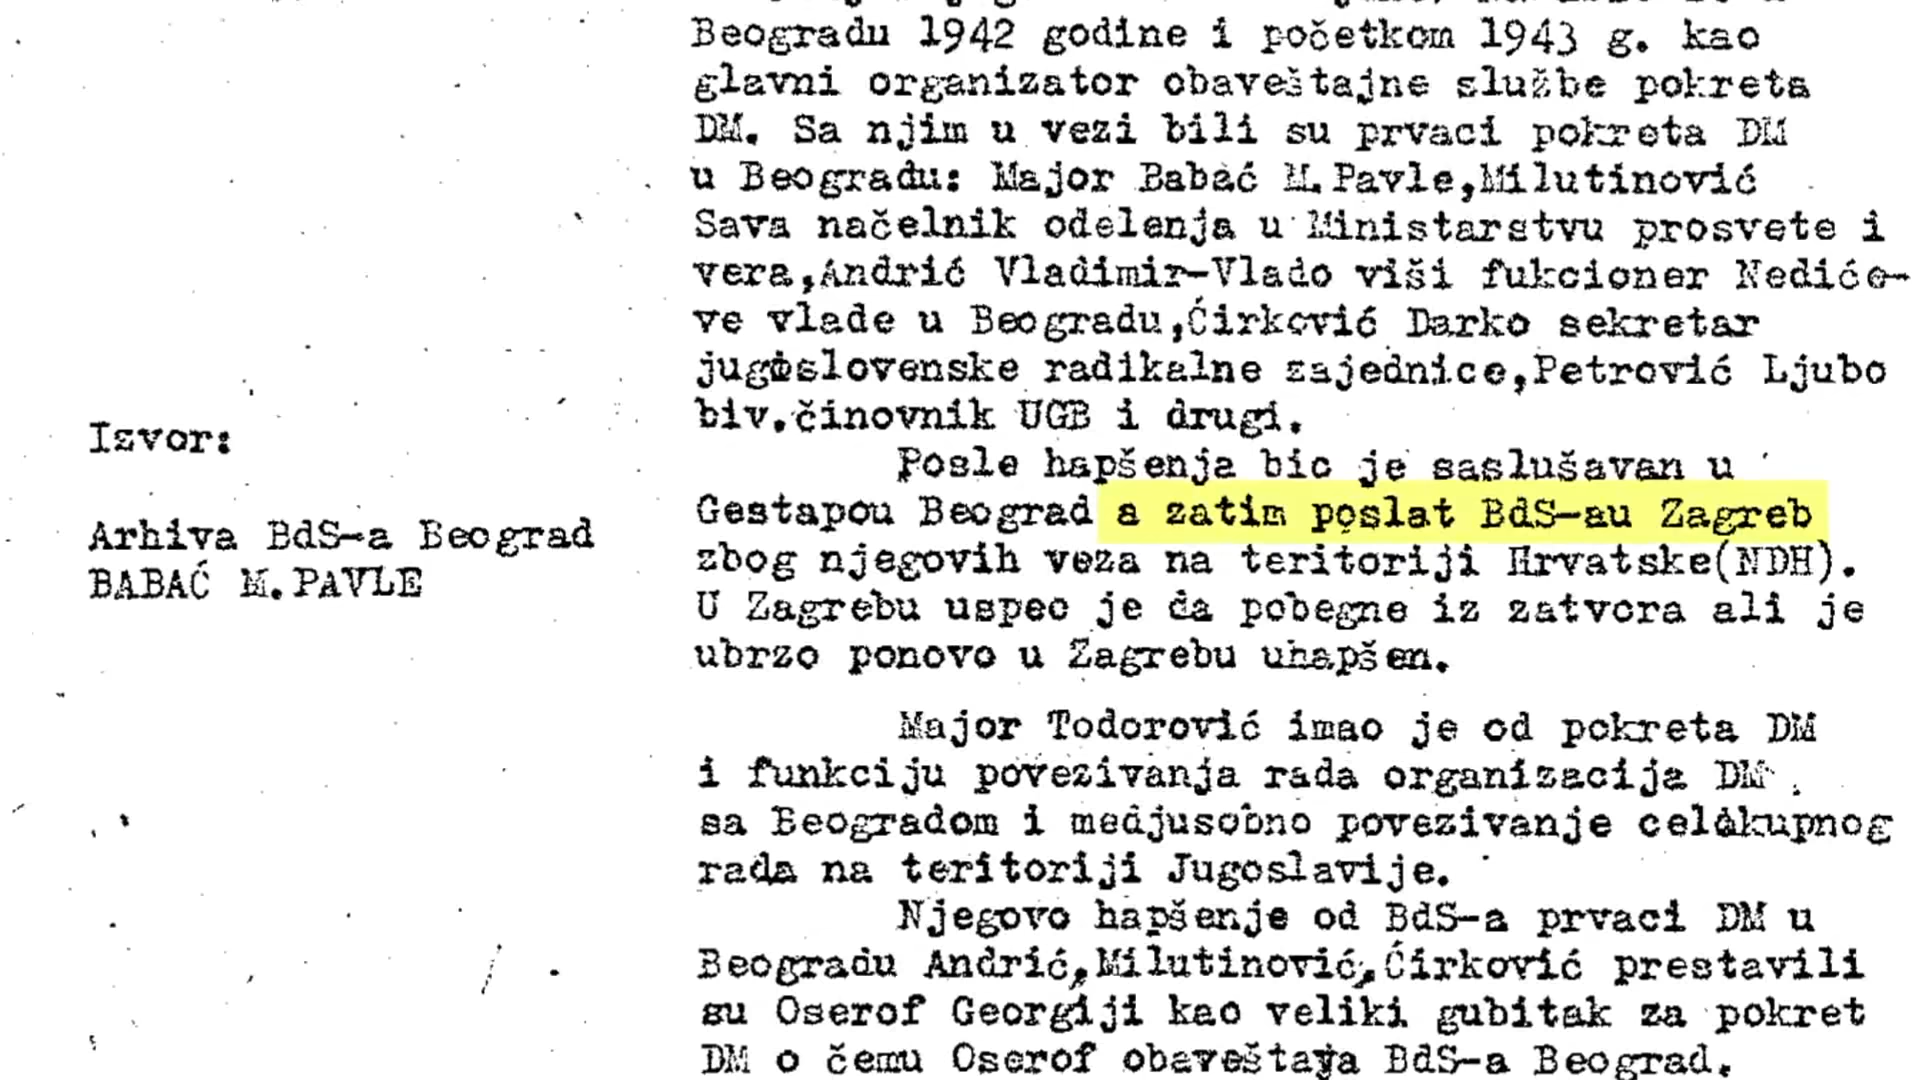 Beogradu 1942 godine i početkom 1943 g. kao
glavni organizator obaveštajne službe pokreta
DM. Sa njim u vezi bili su prvaci pokreta DM
u Beogradu: Major Babać M.Pavle,Milutinović
Sava načelnik odelenja u Ministarstvu prosvete i
vera,Andrić Vladimir-Vlado viši fukcioner Nediće-
ve vlade u Beogradu,Ćirković Darko sekretar
jugoslovenske radikalne zajednice,Petrović Ljubo
biv.činovnik UGB i drugi.
Posle hapšenja bio je saslušavan u
Gestapou Beograd a zatim poslat BdS-au Zagreb
zbog njegovih veza na teritoriji Hrvatske(NDH).
U Zagrebu uspeo je da pobegne iz zatvora ali je
ubrzo ponovo u Zagrebu uhapšen.
Major Todorović imao je od pokreta DM
i funkciju povezivanja rada organizacija DM
sa Beogradom i medjusobno povezivanje celokupnog
rada na teritoriji Jugoslavije.
Njegovo hapšenje od BdS-a prvaci DM u
Beogradu Andrić,Milutinović,Ćirković prestavili
su Oserof Georgiji kao veliki gubitak za pokret
DM o čemu Oserof obaveštava BdS-a Beograd.
Izvor:
Arhiva BdS-a Beograd
BABAĆ M.PAVLE